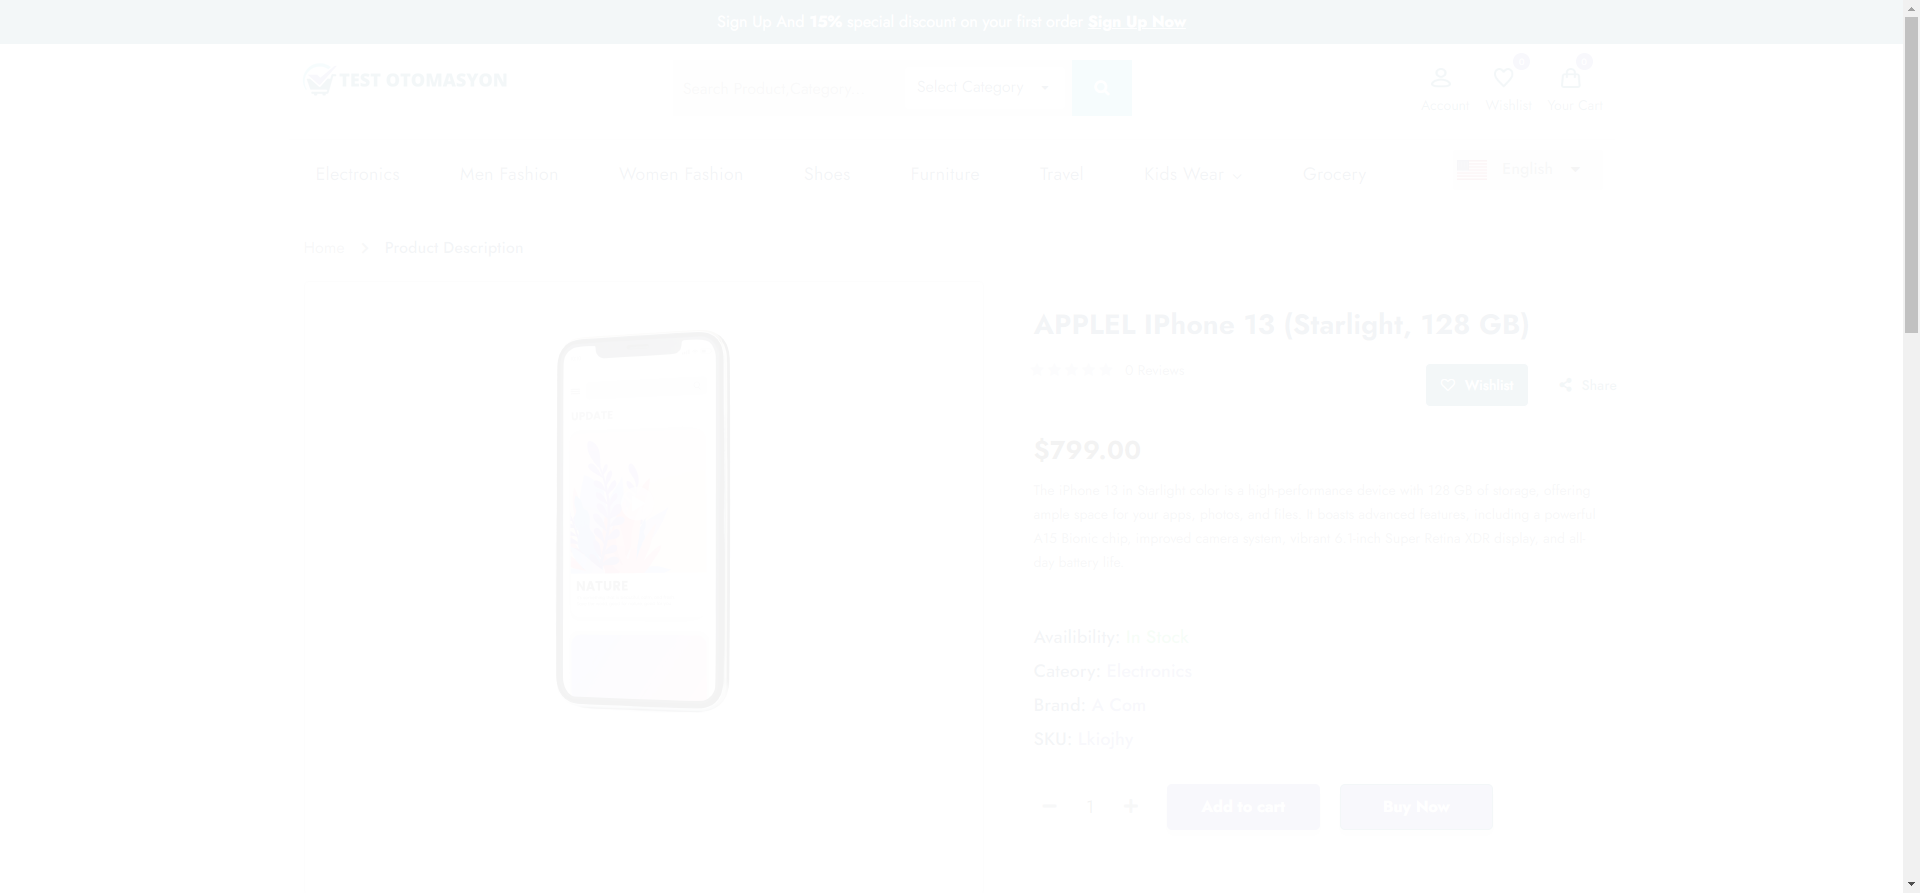 Sign Up And 15% special discount on your first order Sign Up Now
TEST OTOMASYON
Search Product,Category
Select Category
0
0
Account
Wishlist
Your Cart
Electronics
Men Fashion
Women Fashion
Shoes
Furniture
Travel
Kids Wear
Grocery
English
Home
Product Description
APPLEL IPhone 13 (Starlight, 128 GB)
0 Reviews
Wishlist
Share
$799.00
The iPhone 13 in Starlight color is a high-performance device with 128 GB of storage, offering
ample space for your apps, photos, and files. It boasts advanced features, including a powerful
A15 Bionic chip, improved camera system, vibrant 6.1-inch Super Retina XDR display, and all-
day battery life.
UPDATE
NATURE
Availibility: In Stock
Cateory: Electronics
Brand: A Com
SKU: Lkiojhy
1
Add to cart
Buy Now